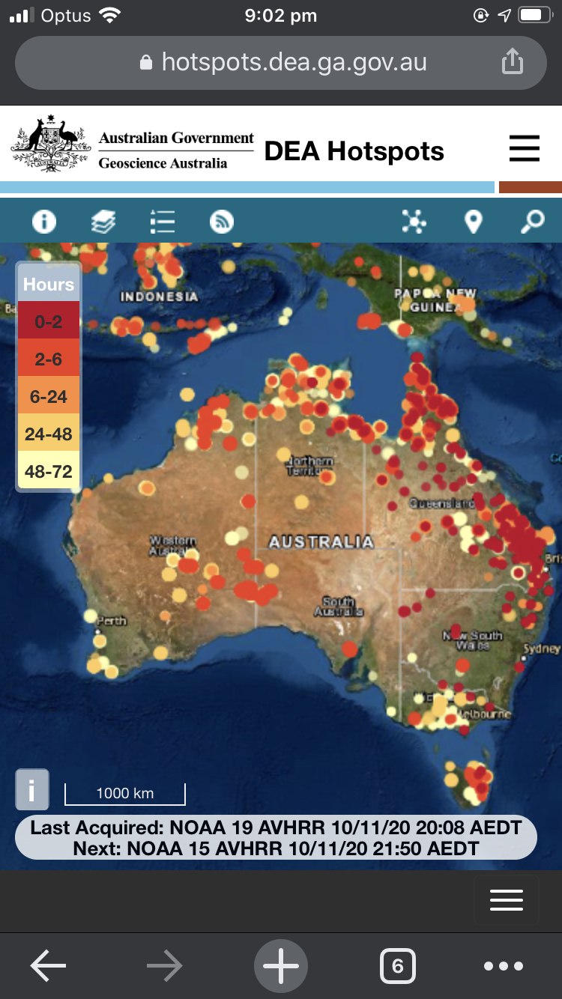 Optus 9:02 pm
hotspots.dea.ga.gov.au
Australian Government
Geoscience Australia
DEA Hotspots
Hours
0-2
2-6
6-24
24-48
48-72
INDONESIA
PAPUA NEW
GUINEA
Northern
Territory
Queensland
Western
Australia
AUSTRALIA
South
Australia
Perth
New South
Wales
Sydney
Melbourne
Bri
i
1000 km
Last Acquired: NOAA 19 AVHRR 10/11/20 20:08 AEDT
Next: NOAA 15 AVHRR 10/11/20 21:50 AEDT
6